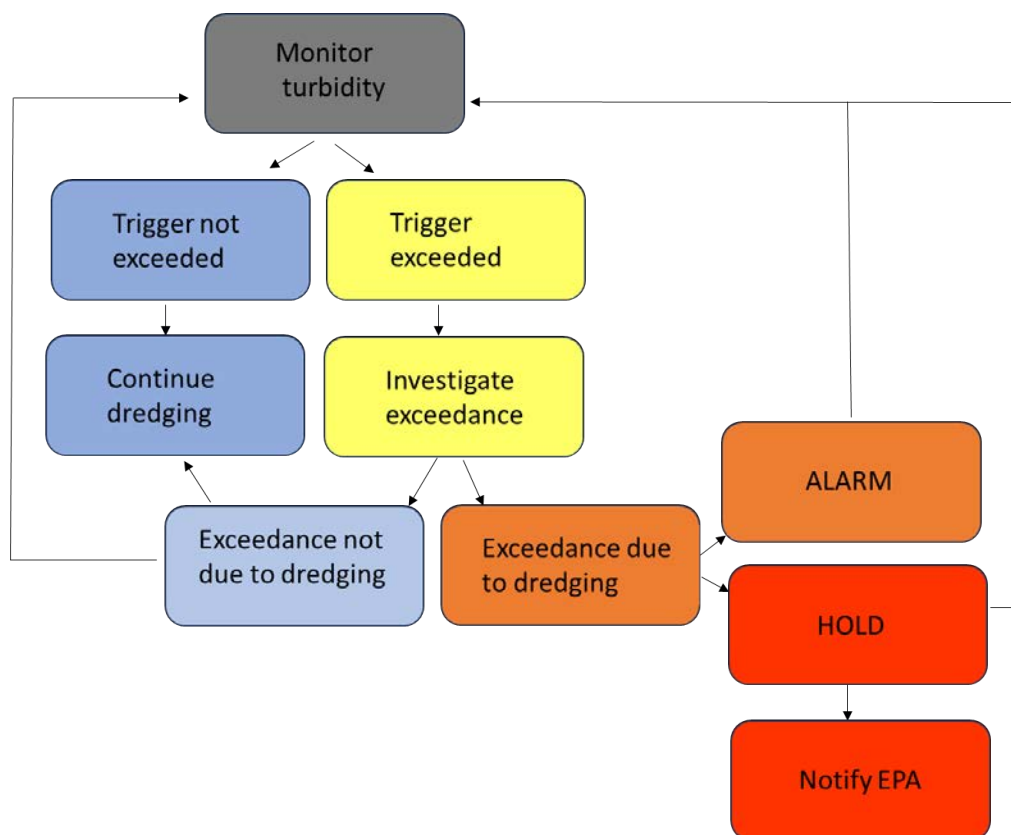 Monitor
turbidity
Trigger not
exceeded
Trigger
exceeded
Continue
dredging
Investigate
exceedance
ALARM
Exceedance not
due to dredging
Exceedance due
to dredging
HOLD
Notify EPA